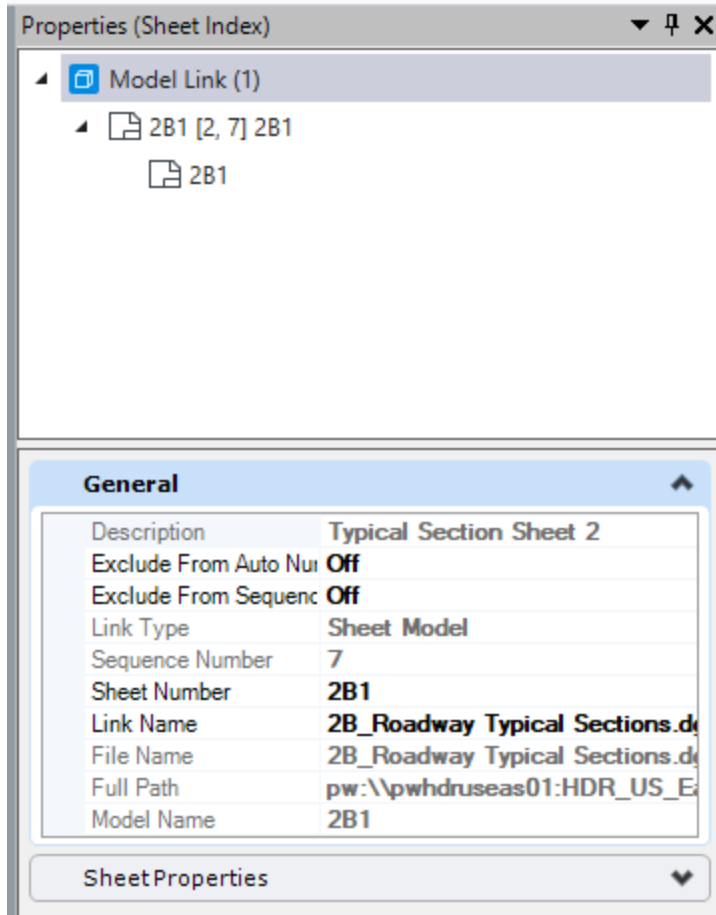 Properties (Sheet Index)
Model Link (1)
2B1 [2, 7] 2B1
2B1
General
Description Typical Section Sheet 2
Exclude From Auto Nu Off
Exclude From Sequenc Off
Link Type Sheet Model
Sequence Number 7
Sheet Number 2B1
Link Name 2B_Roadway Typical Sections.d
File Name 2B_Roadway Typical Sections.d
Full Path pw:\\pwhdruseas01:HDR_US_E
Model Name 2B1
SheetProperties